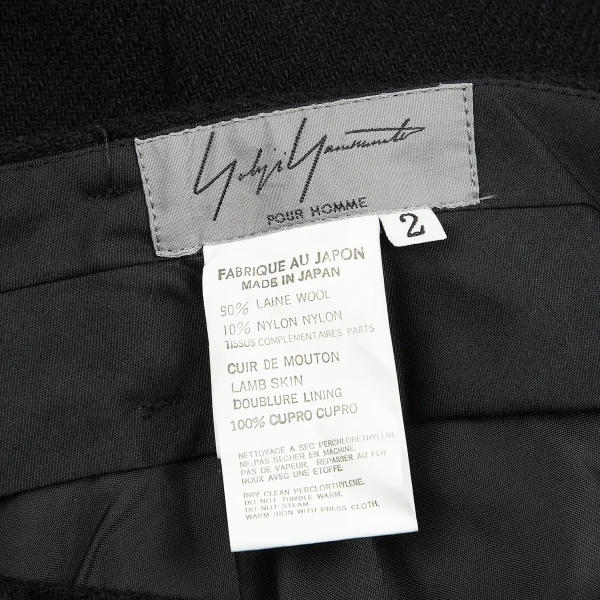 Yohji Yamamoto
POUR HOMME
2
FABRIQUE AU JAPON
MADE IN JAPAN
90% LAINE WOOL
10% NYLON NYLON
TISSUS COMPLEMENTAIRES PARTS
CUIR DE MOUTON
LAMB SKIN
DOUBLURE LINING
100% CUPRO CUPRO
NETTOYAGE A SEC PERCHLORETHYLENE
NE,PAS SECHER EN MACHINE.
PAS DE VAPEUR. REPASSER AU FER
DOUX AVEC UNE ETOFFE.
DRY CLEAN PERCLORTHYLENE.
DO NOT TUMBLE WARM.
DO NOT STEAM.
WARM IRON WITH PRESS CLOTH.